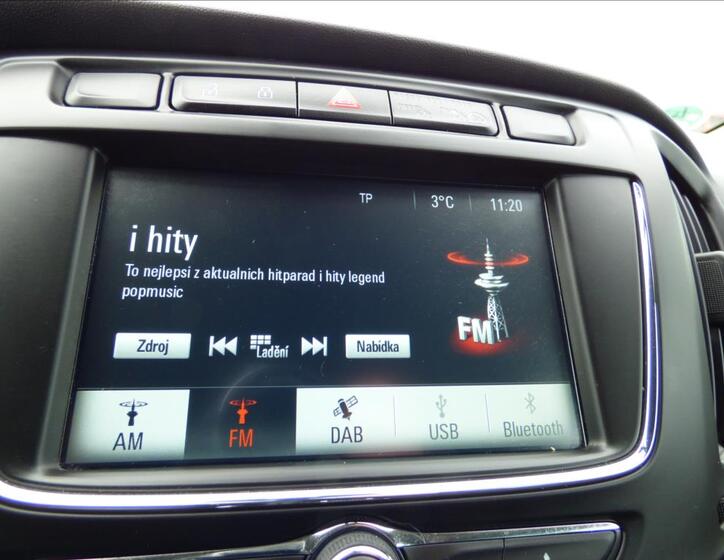 TP 3°C 11:20
i hity
To nejlepsi z aktualnich hitparad i hity legend
popmusic
FM
Zdroj Ladění Nabídka
AM FM DAB USB Bluetooth